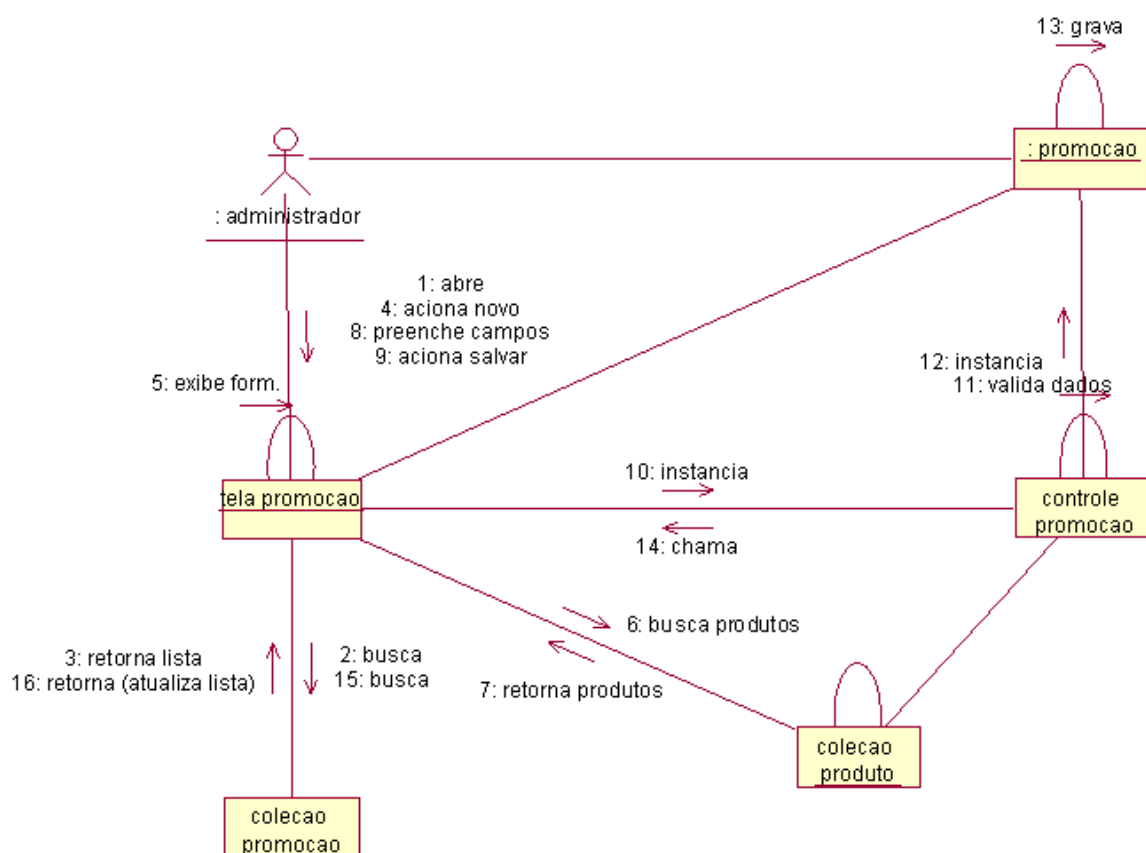 13: grava
: promocao
: administrador
1: abre
4: aciona novo
8: preenche campos
9: aciona salvar
5: exibe form.
12: instancia
11: valida dados
tela promocao
10: instancia
controle
promocao
14: chama
6: busca produtos
3: retorna lista
2: busca
16: retorna (atualiza lista)
15: busca
7: retorna produtos
colecao
produto
colecao
promocao